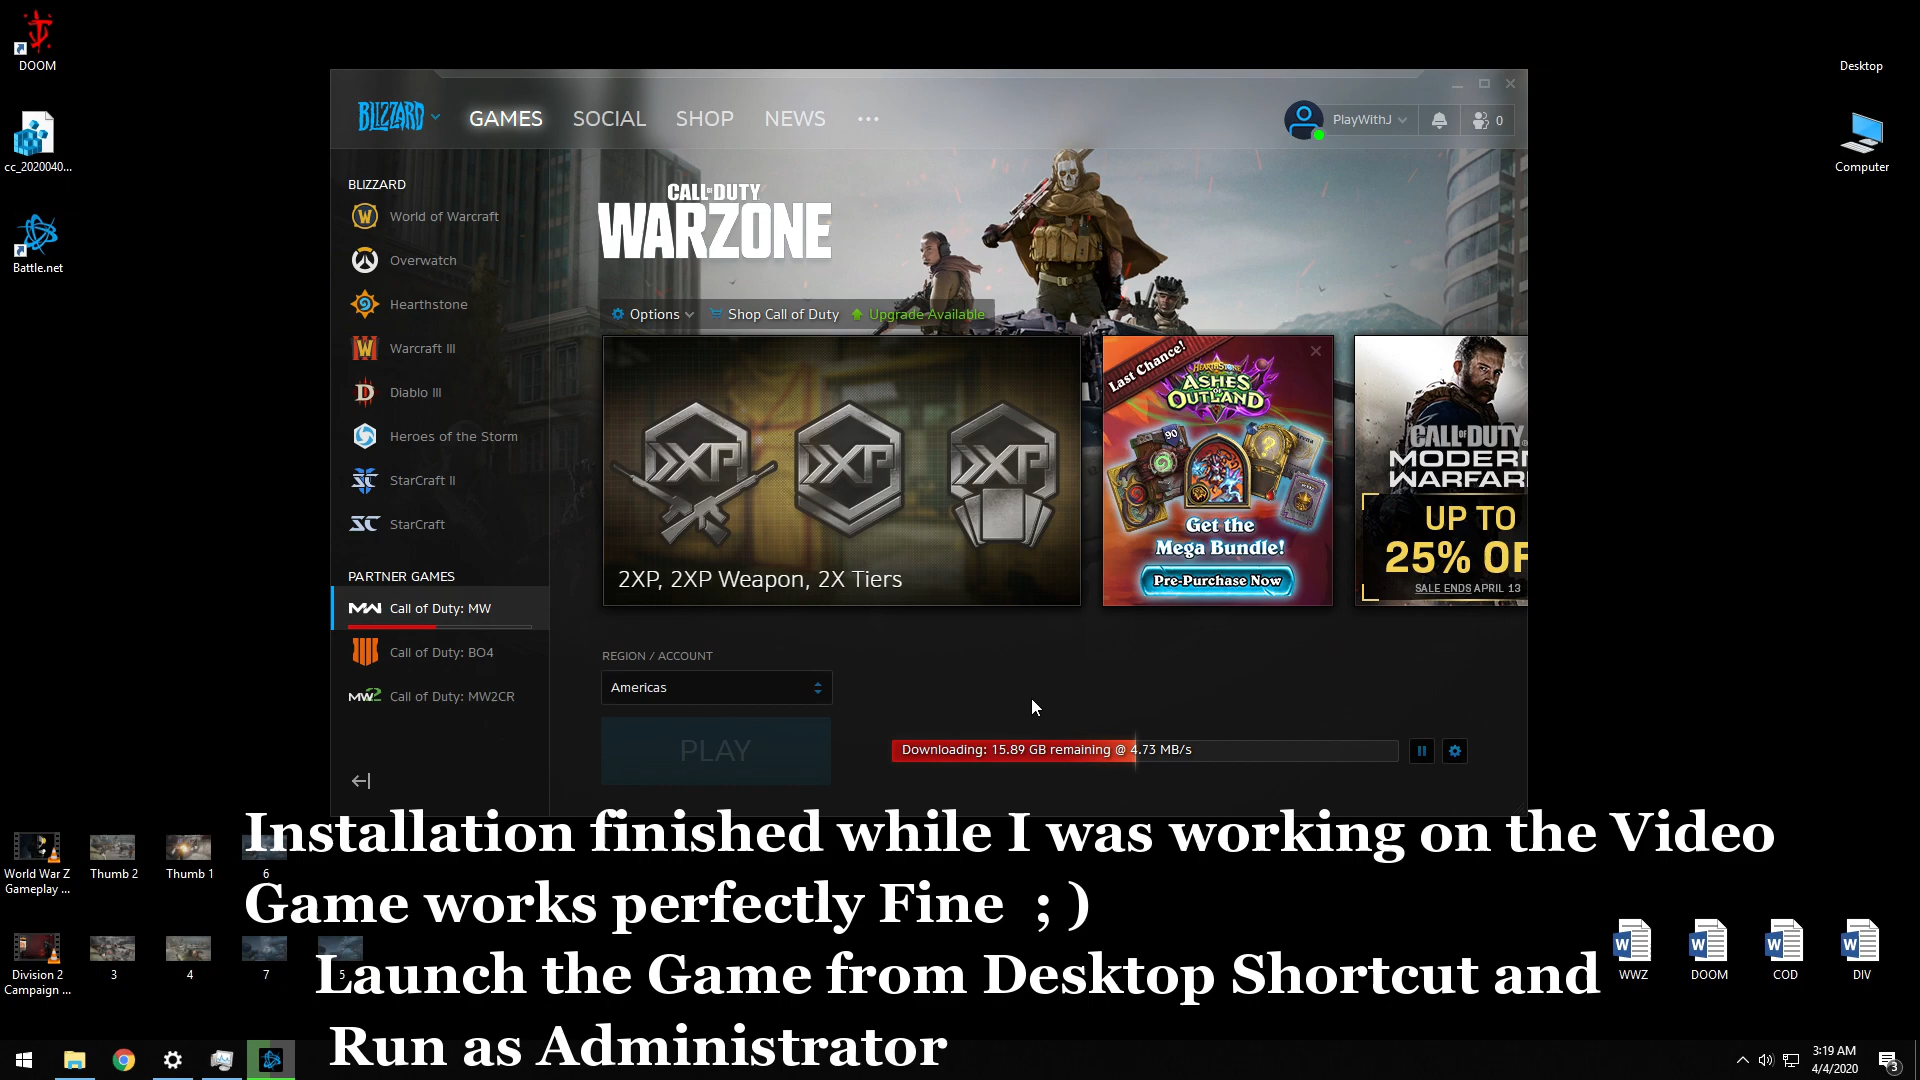 DOOM
cc_2020040...
Battle.net
Desktop
Computer
BLIZZARD
GAMES
SOCIAL
SHOP
NEWS
PlayWithJ
0
BLIZZARD
World of Warcraft
Overwatch
Hearthstone
Warcraft III
Diablo III
Heroes of the Storm
StarCraft II
StarCraft
PARTNER GAMES
Call of Duty: MW
Call of Duty: BO4
Call of Duty: MW2CR
CALL OF DUTY
WARZONE
Options
Shop Call of Duty
Upgrade Available
2XP, 2XP Weapon, 2X Tiers
Last Chance!
HEARTHSTONE
ASHES
OF
OUTLAND
90
Get the
Mega Bundle!
Pre-Purchase Now
CALL OF DUTY
MODERN
WARFAR
UP TO
25% OF
SALE ENDS APRIL 13
REGION / ACCOUNT
Americas
PLAY
Downloading: 15.89 GB remaining @ 4.73 MB/s
Installation finished while I was working on the Video
Game works perfectly Fine ; )
Launch the Game from Desktop Shortcut and
Run as Administrator
World War Z
Gameplay ...
Thumb 2
Thumb 1
6
Division 2
Campaign ...
3
4
7
5
WWZ
DOOM
COD
DIV
3:19 AM
4/4/2020
3